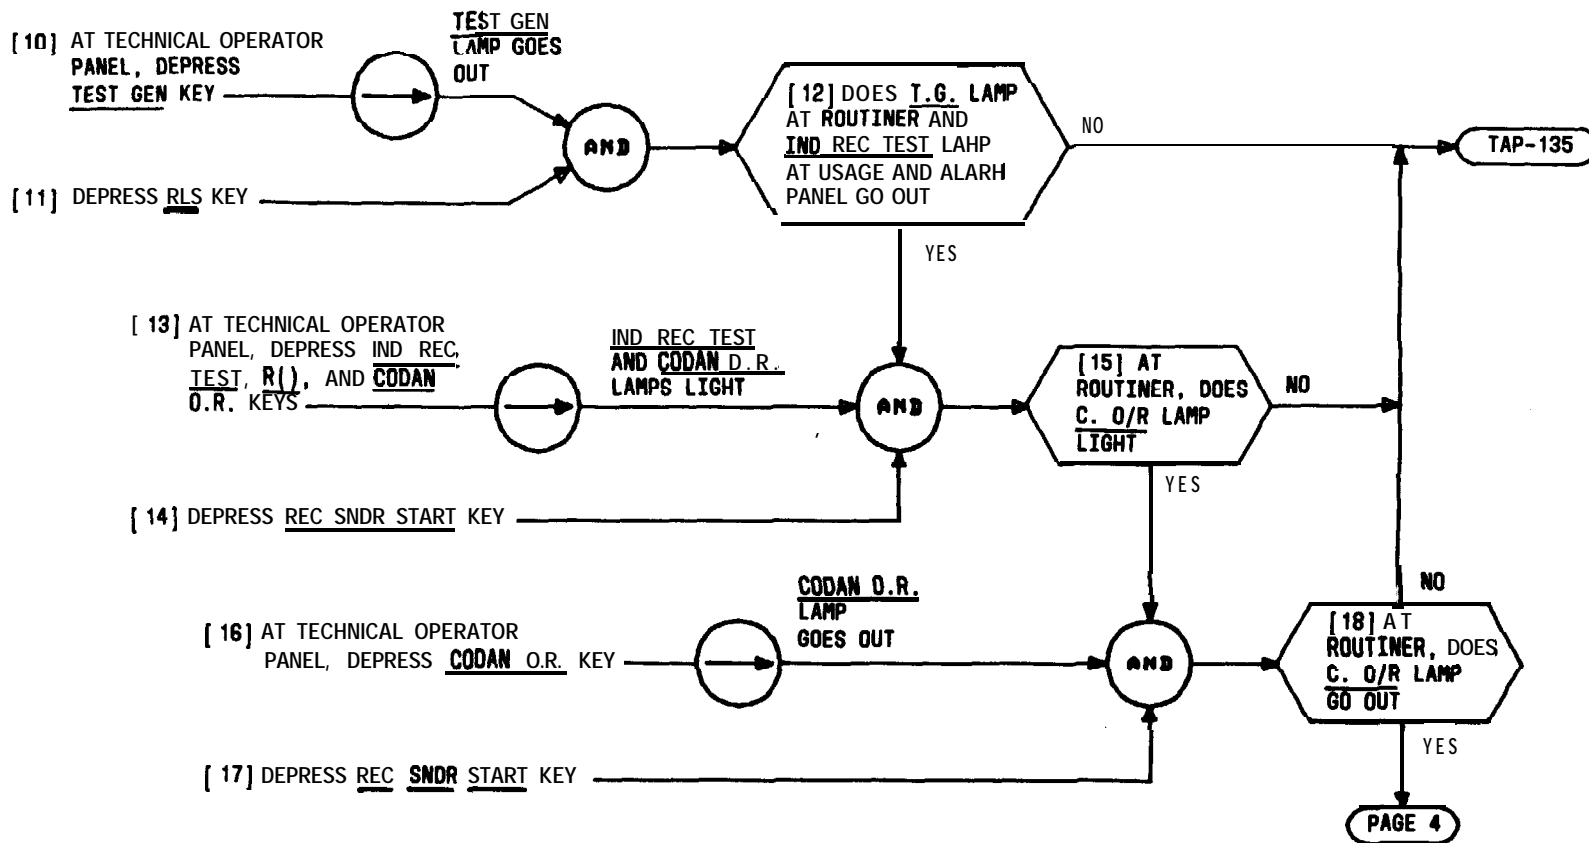 [10] AT TECHNICAL OPERATOR
PANEL, DEPRESS
TEST GEN KEY
TEST GEN
LAMP GOES
OUT
[11] DEPRESS RLS KEY
AND
[12] DOES T.G. LAMP
AT ROUTINER AND
IND REC TEST LAHP
AT USAGE AND ALARH
PANEL GO OUT
NO
TAP-135
YES
[13] AT TECHNICAL OPERATOR
PANEL, DEPRESS IND REC,
TEST, R(), AND CODAN
O.R. KEYS
IND REC TEST
AND CODAN D.R.
LAMPS LIGHT
AND
[14] DEPRESS REC SNDR START KEY
[15] AT
ROUTINER, DOES
C. O/R LAMP
LIGHT
NO
YES
[16] AT TECHNICAL OPERATOR
PANEL, DEPRESS CODAN O.R. KEY
CODAN O.R.
LAMP
GOES OUT
AND
[17] DEPRESS REC SNDR START KEY
[18] AT
ROUTINER, DOES
C. O/R LAMP
GO OUT
NO
YES
PAGE 4